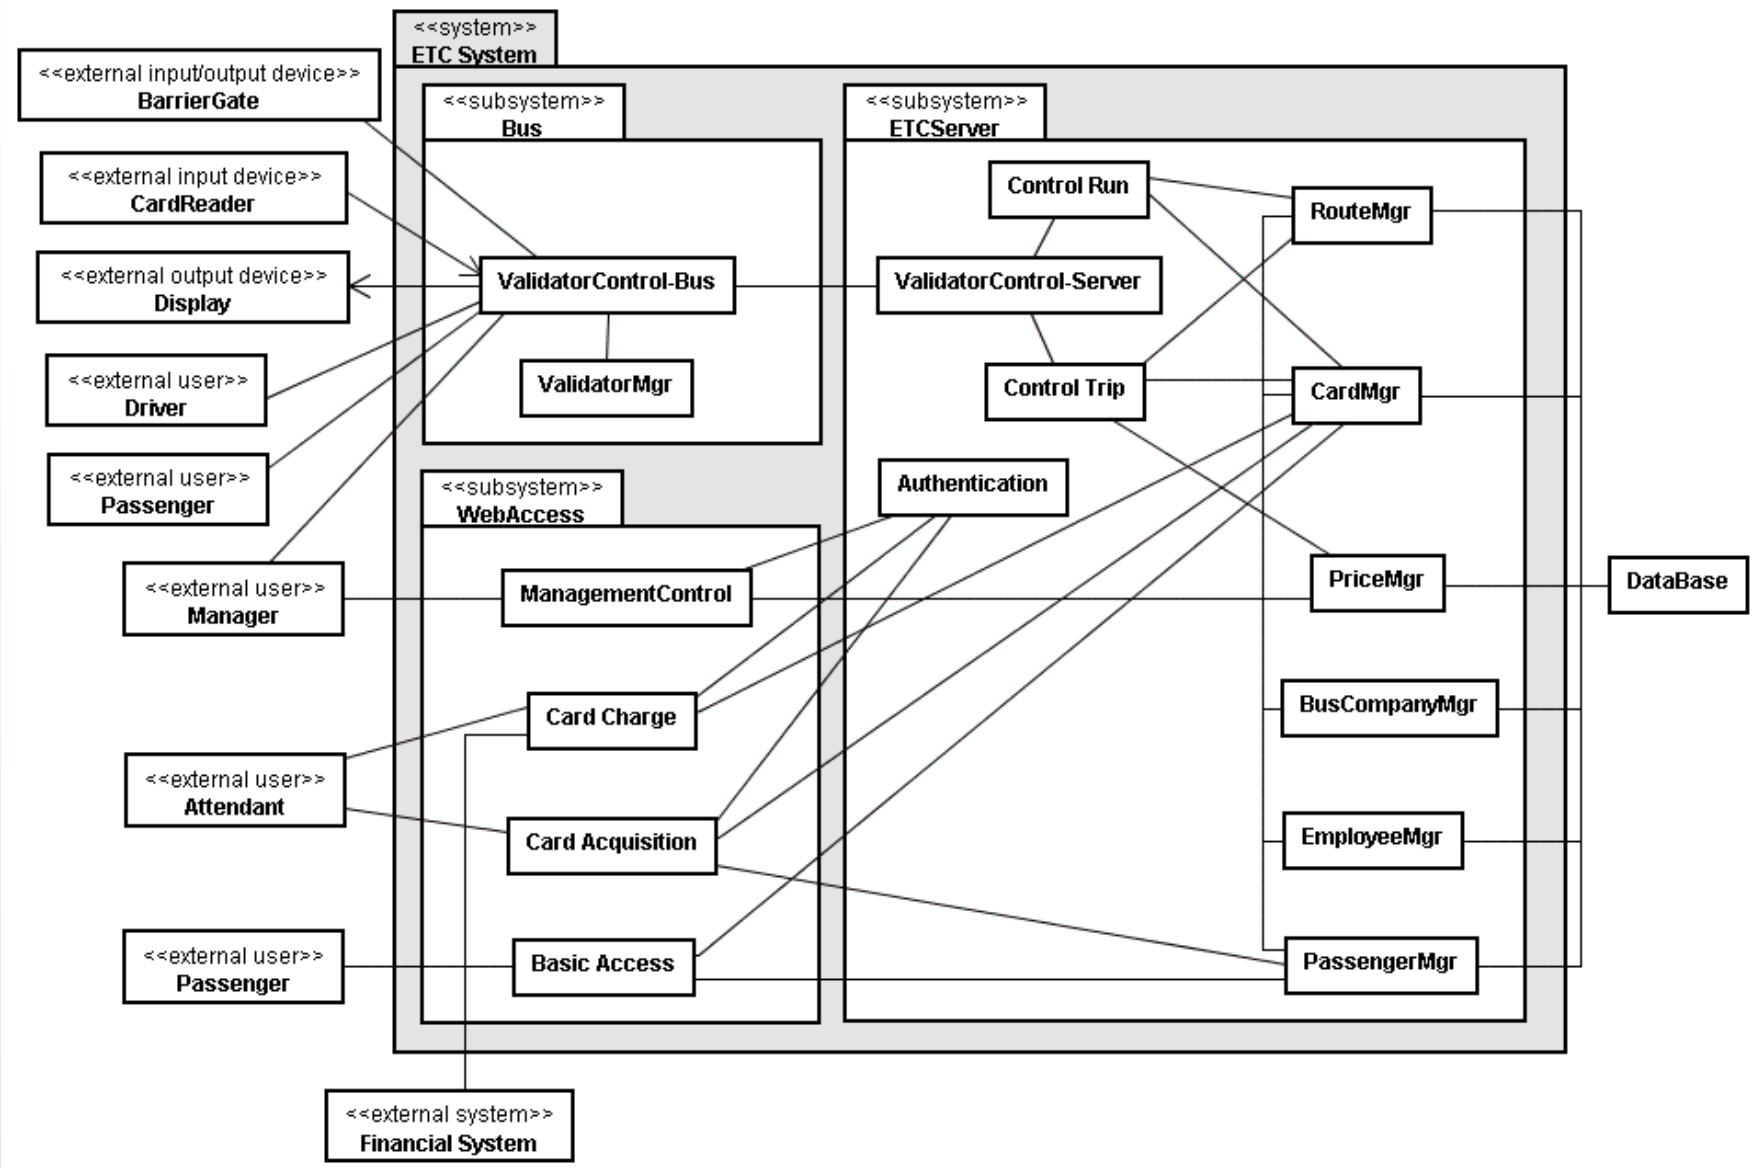 <<system>>
ETC System
<<external input/output device>>
BarrierGate
<<subsystem>>
Bus
<<subsystem>>
ETCServer
<<external input device>>
CardReader
Control Run
RouteMgr
<<external output device>>
Display
ValidatorControl-Bus
ValidatorControl-Server
<<external user>>
Driver
ValidatorMgr
Control Trip
CardMgr
<<external user>>
Passenger
<<subsystem>>
WebAccess
Authentication
<<external user>>
Manager
ManagementControl
PriceMgr
DataBase
Card Charge
BusCompanyMgr
<<external user>>
Attendant
Card Acquisition
EmployeeMgr
<<external user>>
Passenger
Basic Access
PassengerMgr
<<external system>>
Financial System